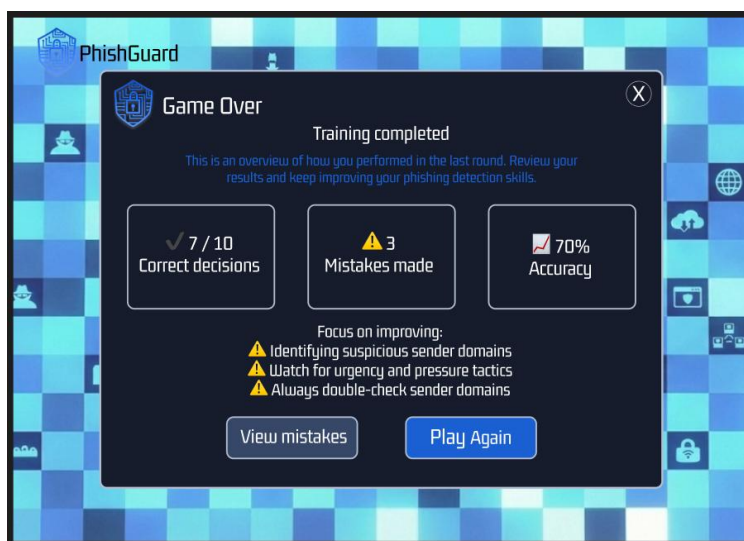 PhishGuard
Game Over
X
Training completed
This is an overview of how you performed in the last round. Review your
results and keep improving your phishing detection skills.
✔ 7 / 10
Correct decisions
⚠ 3
Mistakes made
📈 70%
Accuracy
Focus on improving:
⚠ Identifying suspicious sender domains
⚠ Watch for urgency and pressure tactics
⚠ Always double-check sender domains
View mistakes
Play Again